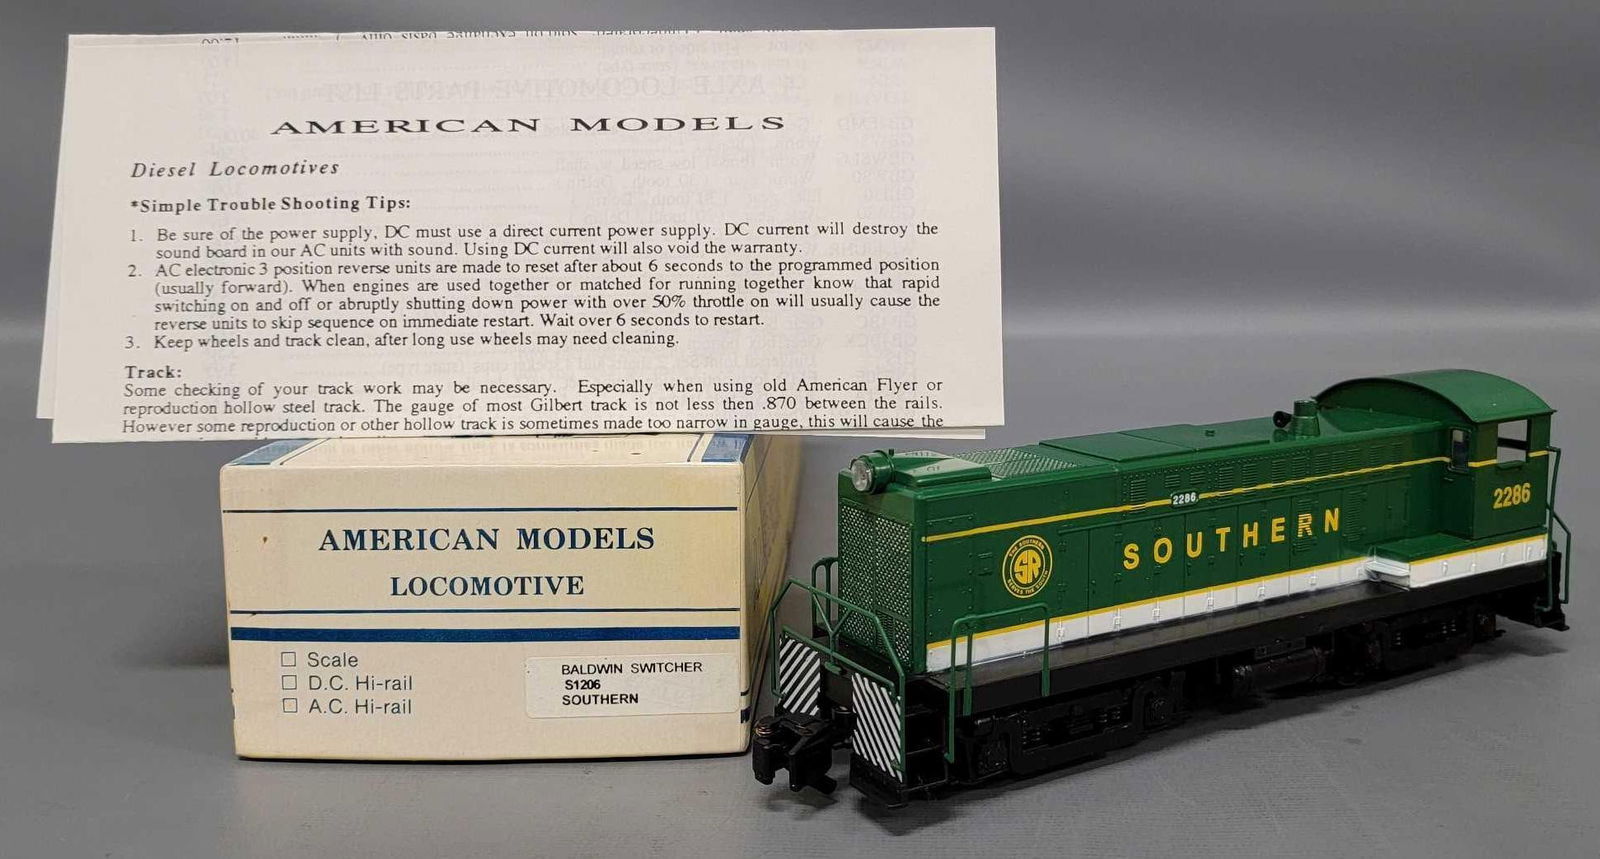 AMERICAN MODELS
Diesel Locomotives
*Simple Trouble Shooting Tips:
1. Be sure of the power supply, DC must use a direct current power supply. DC current will destroy the
sound board in our AC units with sound. Using DC current will also void the warranty.
2. AC electronic 3 position reverse units are made to reset after about 6 seconds to the programmed position
(usually forward). When engines are used together or matched for running together know that rapid
switching on and off or abruptly shutting down power with over 50% throttle on will usually cause the
reverse units to skip sequence on immediate restart. Wait over 6 seconds to restart.
3. Keep wheels and track clean, after long use wheels may need cleaning.
Track:
Some checking of your track work may be necessary. Especially when using old American Flyer or
reproduction hollow steel track. The gauge of most Gilbert track is not less then .870 between the rails.
However some reproduction or other hollow track is sometimes made too narrow in gauge, this will cause the
AMERICAN MODELS
LOCOMOTIVE
Scale
D.C. Hi-rail
A.C. Hi-rail
BALDWIN SWITCHER
S1206
SOUTHERN
2286
SOUTHERN
2286
THE SOUTHERN
SR
SERVES THE SOUTH